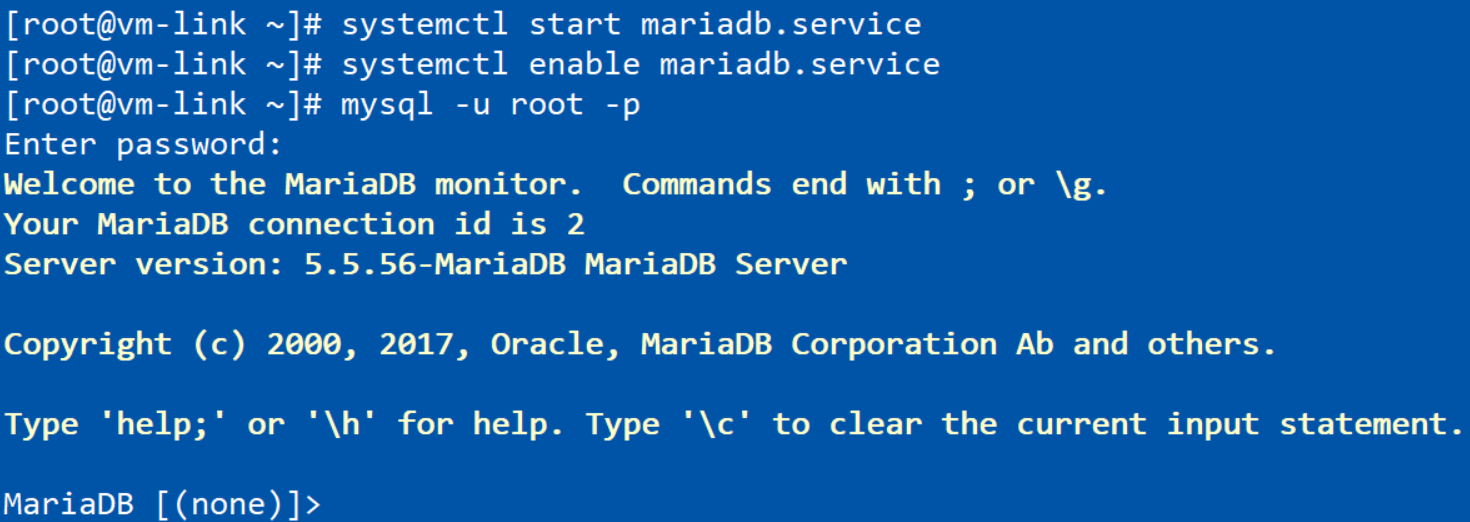 [root@vm-link ~]# systemctl start mariadb.service
[root@vm-link ~]# systemctl enable mariadb.service
[root@vm-link ~]# mysql -u root -p
Enter password:
Welcome to the MariaDB monitor.  Commands end with ; or \g.
Your MariaDB connection id is 2
Server version: 5.5.56-MariaDB MariaDB Server
Copyright (c) 2000, 2017, Oracle, MariaDB Corporation Ab and others.
Type 'help;' or '\h' for help. Type '\c' to clear the current input statement.
MariaDB [(none)]>